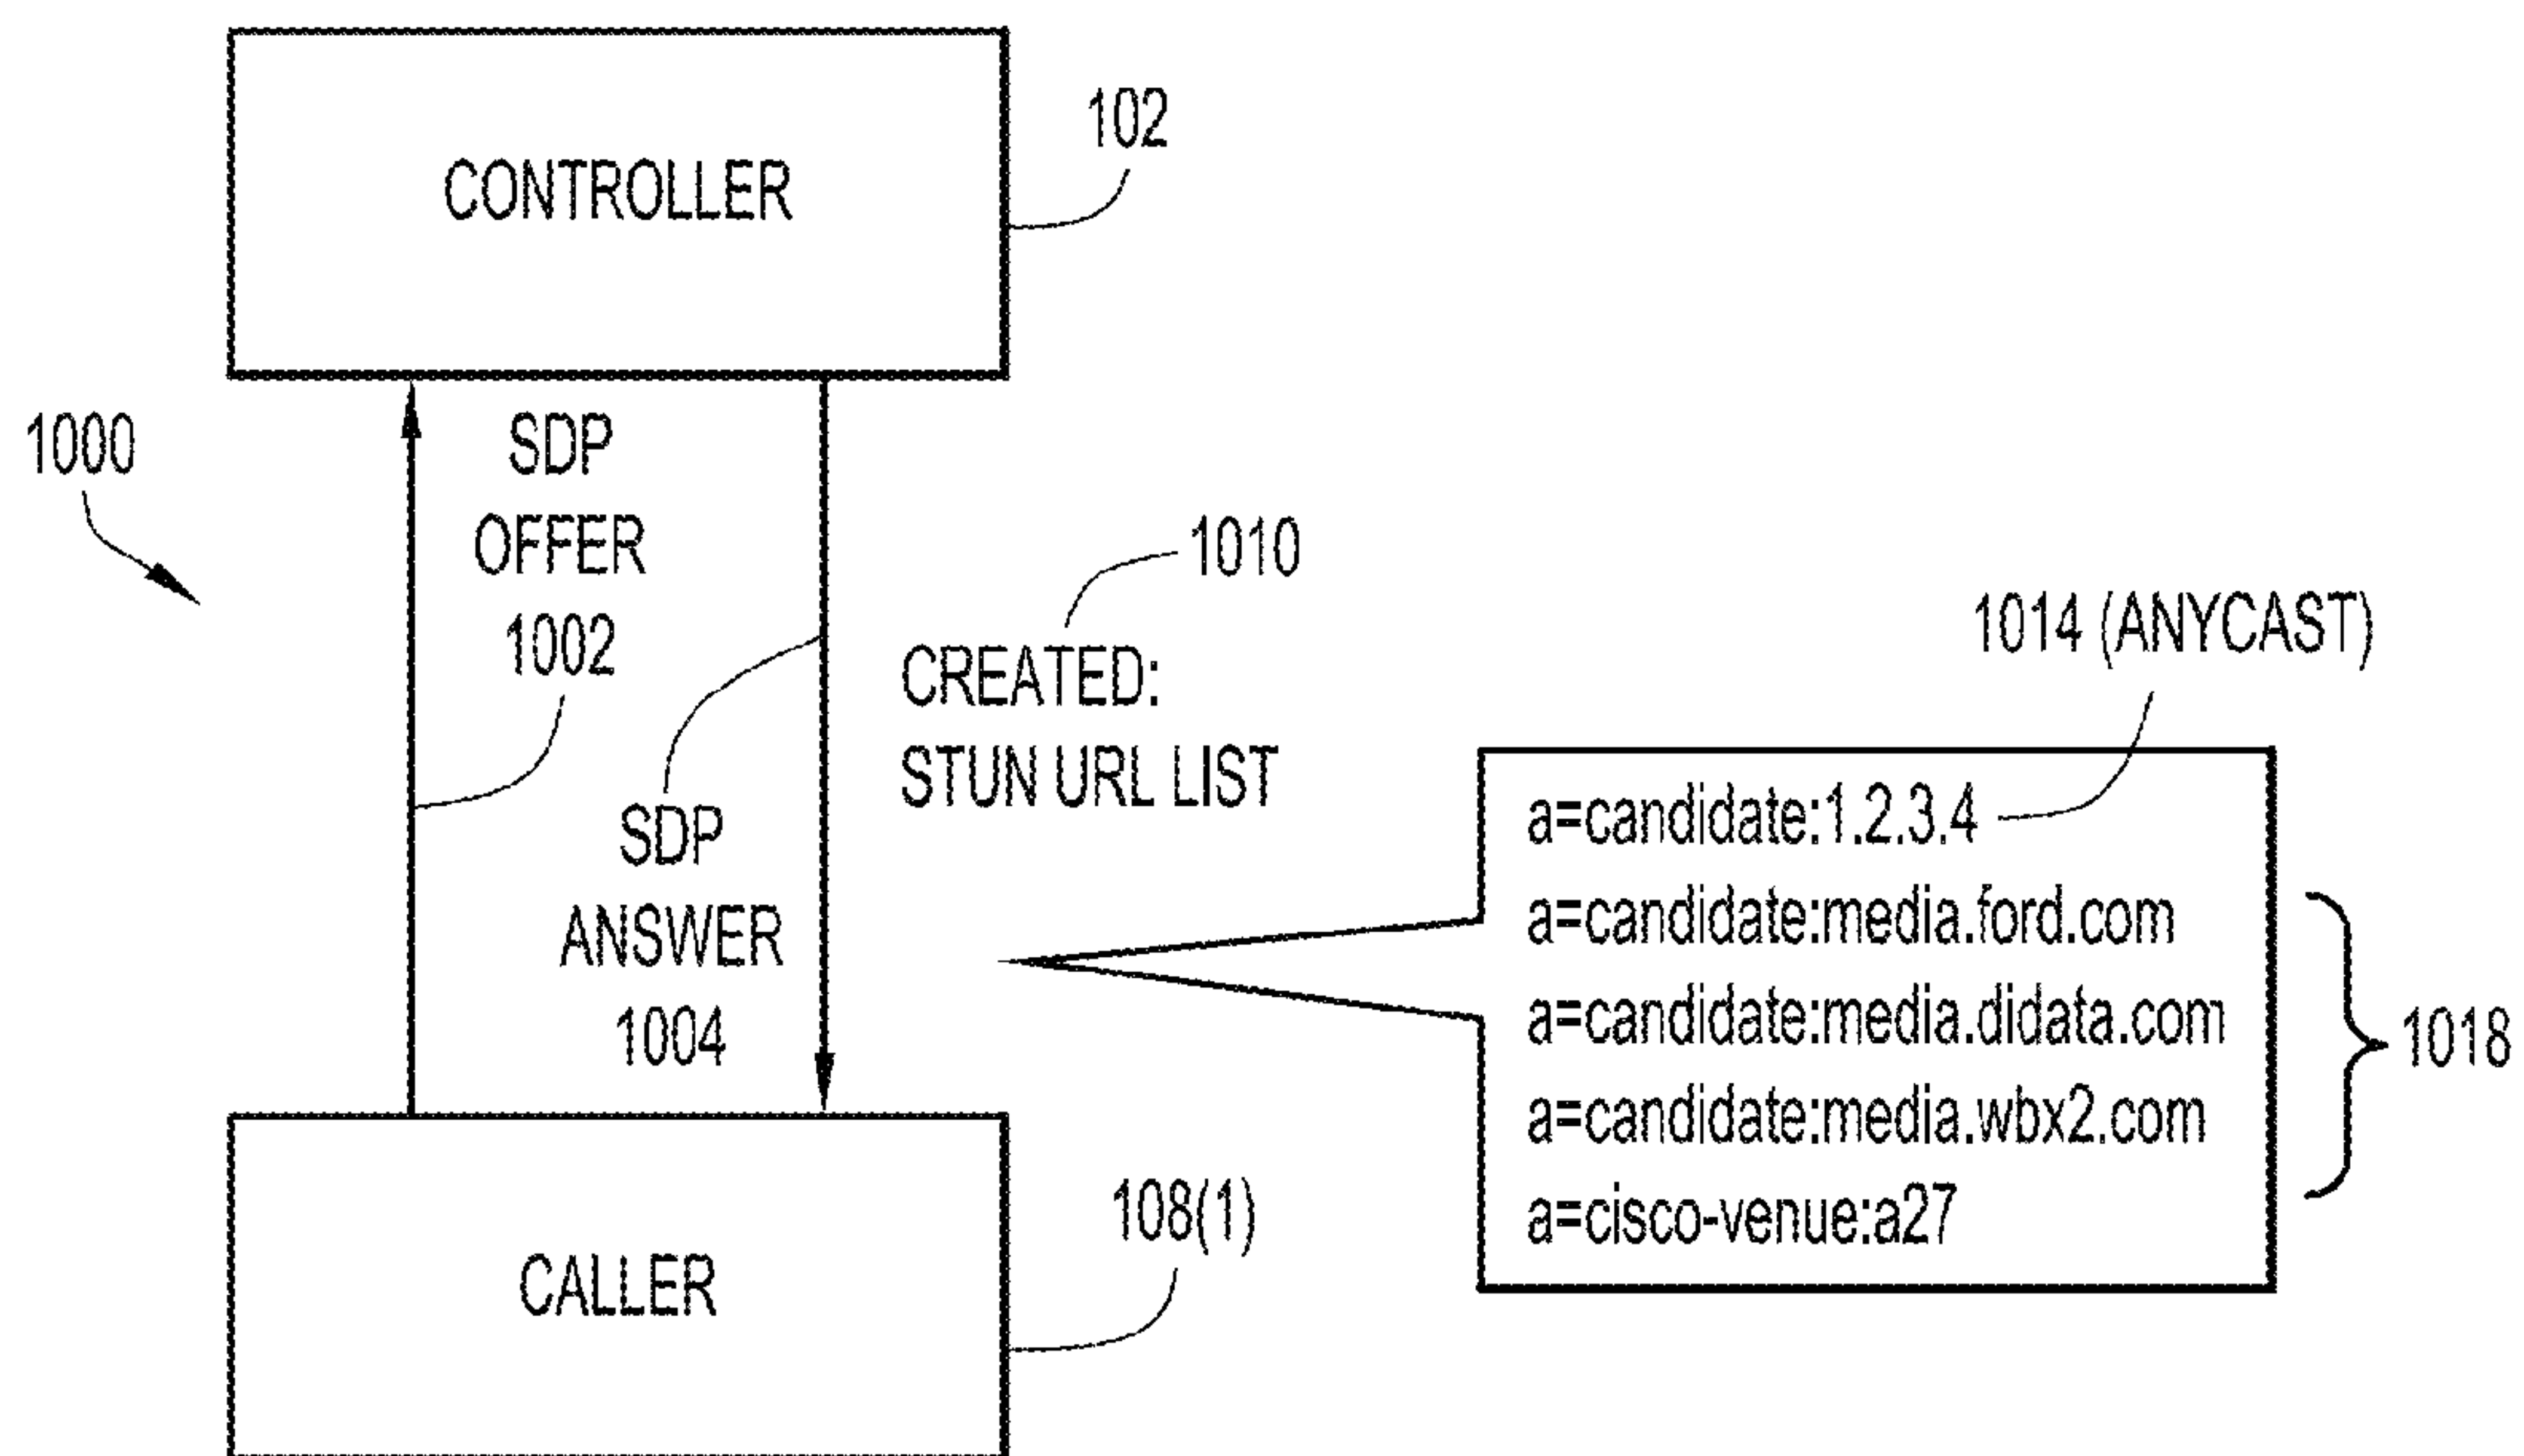 CONTROLLER
102
1000
SDP
OFFER
1002
1010
CREATED:
STUN URL LIST
SDP
ANSWER
1004
1014 (ANYCAST)
a=candidate:1.2.3.4
a=candidate:media.ford.com
a=candidate:media.didata.com
a=candidate:media.wbx2.com
a=cisco-venue:a27
1018
CALLER
108(1)